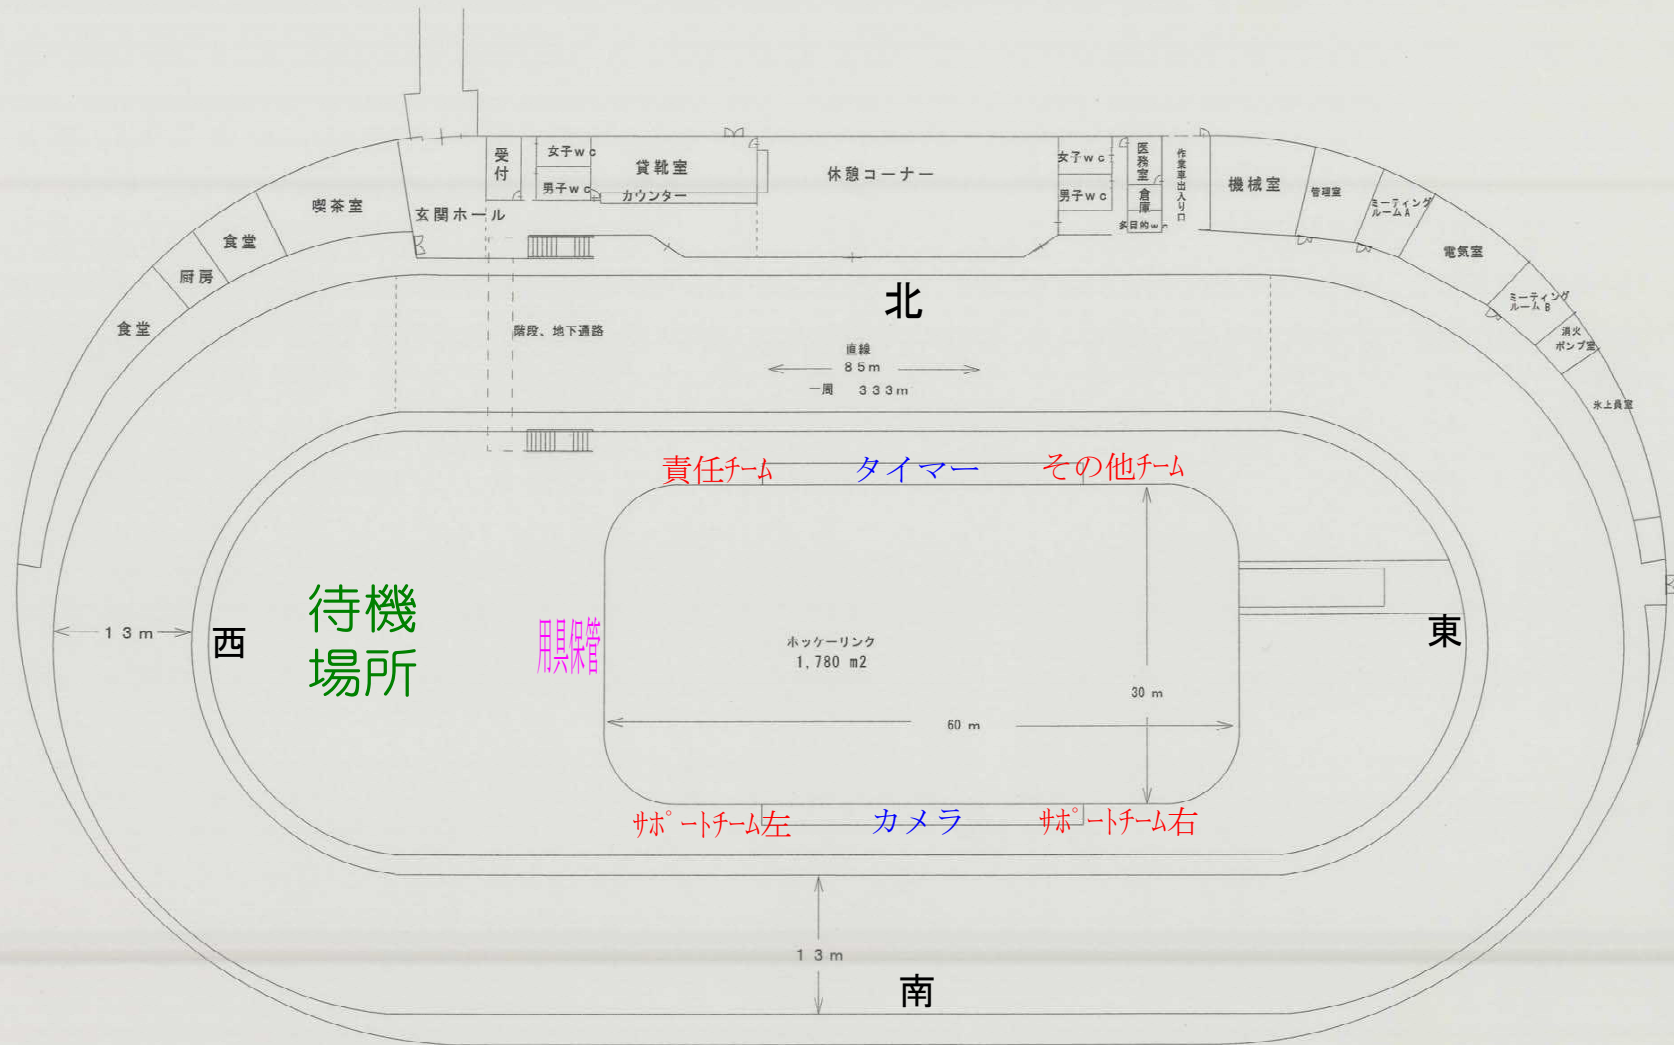 受付
女子ｗｃ
男子ｗｃ
貸靴室
カウンター
休憩コーナー
女子ｗｃ
男子ｗｃ
医務室
倉庫
多目的ｗｃ
作業車出入り口
機械室
管理室
ミーティング
ルームＡ
電気室
ミーティング
ルームＢ
消火
ポンプ室
氷上員室
玄関ホール
喫茶室
食堂
厨房
食堂
北
階段、地下通路
直線
８５ｍ
一周　３３３ｍ
責任チーム
タイマー
その他チーム
待機
場所
西
１３ｍ
用具保管
ホッケーリンク
1,780 m2
30 m
60 m
東
サポートチーム左
カメラ
サポートチーム右
１３ｍ
南